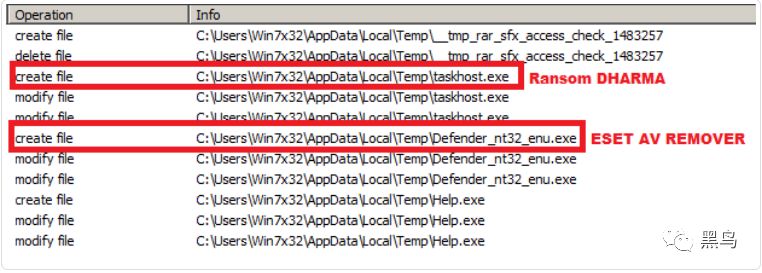 Operation Info
create file C:\Users\Win7x32\AppData\Local\Temp\__tmp_rar_sfx_access_check_1483257
delete file C:\Users\Win7x32\AppData\Local\Temp\__tmp_rar_sfx_access_check_1483257
create file C:\Users\Win7x32\AppData\Local\Temp\taskhost.exe Ransom DHARMA
modify file C:\Users\Win7x32\AppData\Local\Temp\taskhost.exe
modify file C:\Users\Win7x32\AppData\Local\Temp\taskhost.exe
create file C:\Users\Win7x32\AppData\Local\Temp\Defender_nt32_enu.exe ESET AV REMOVER
modify file C:\Users\Win7x32\AppData\Local\Temp\Defender_nt32_enu.exe
modify file C:\Users\Win7x32\AppData\Local\Temp\Defender_nt32_enu.exe
create file C:\Users\Win7x32\AppData\Local\Temp\Help.exe
modify file C:\Users\Win7x32\AppData\Local\Temp\Help.exe
modify file C:\Users\Win7x32\AppData\Local\Temp\Help.exe
黑鸟